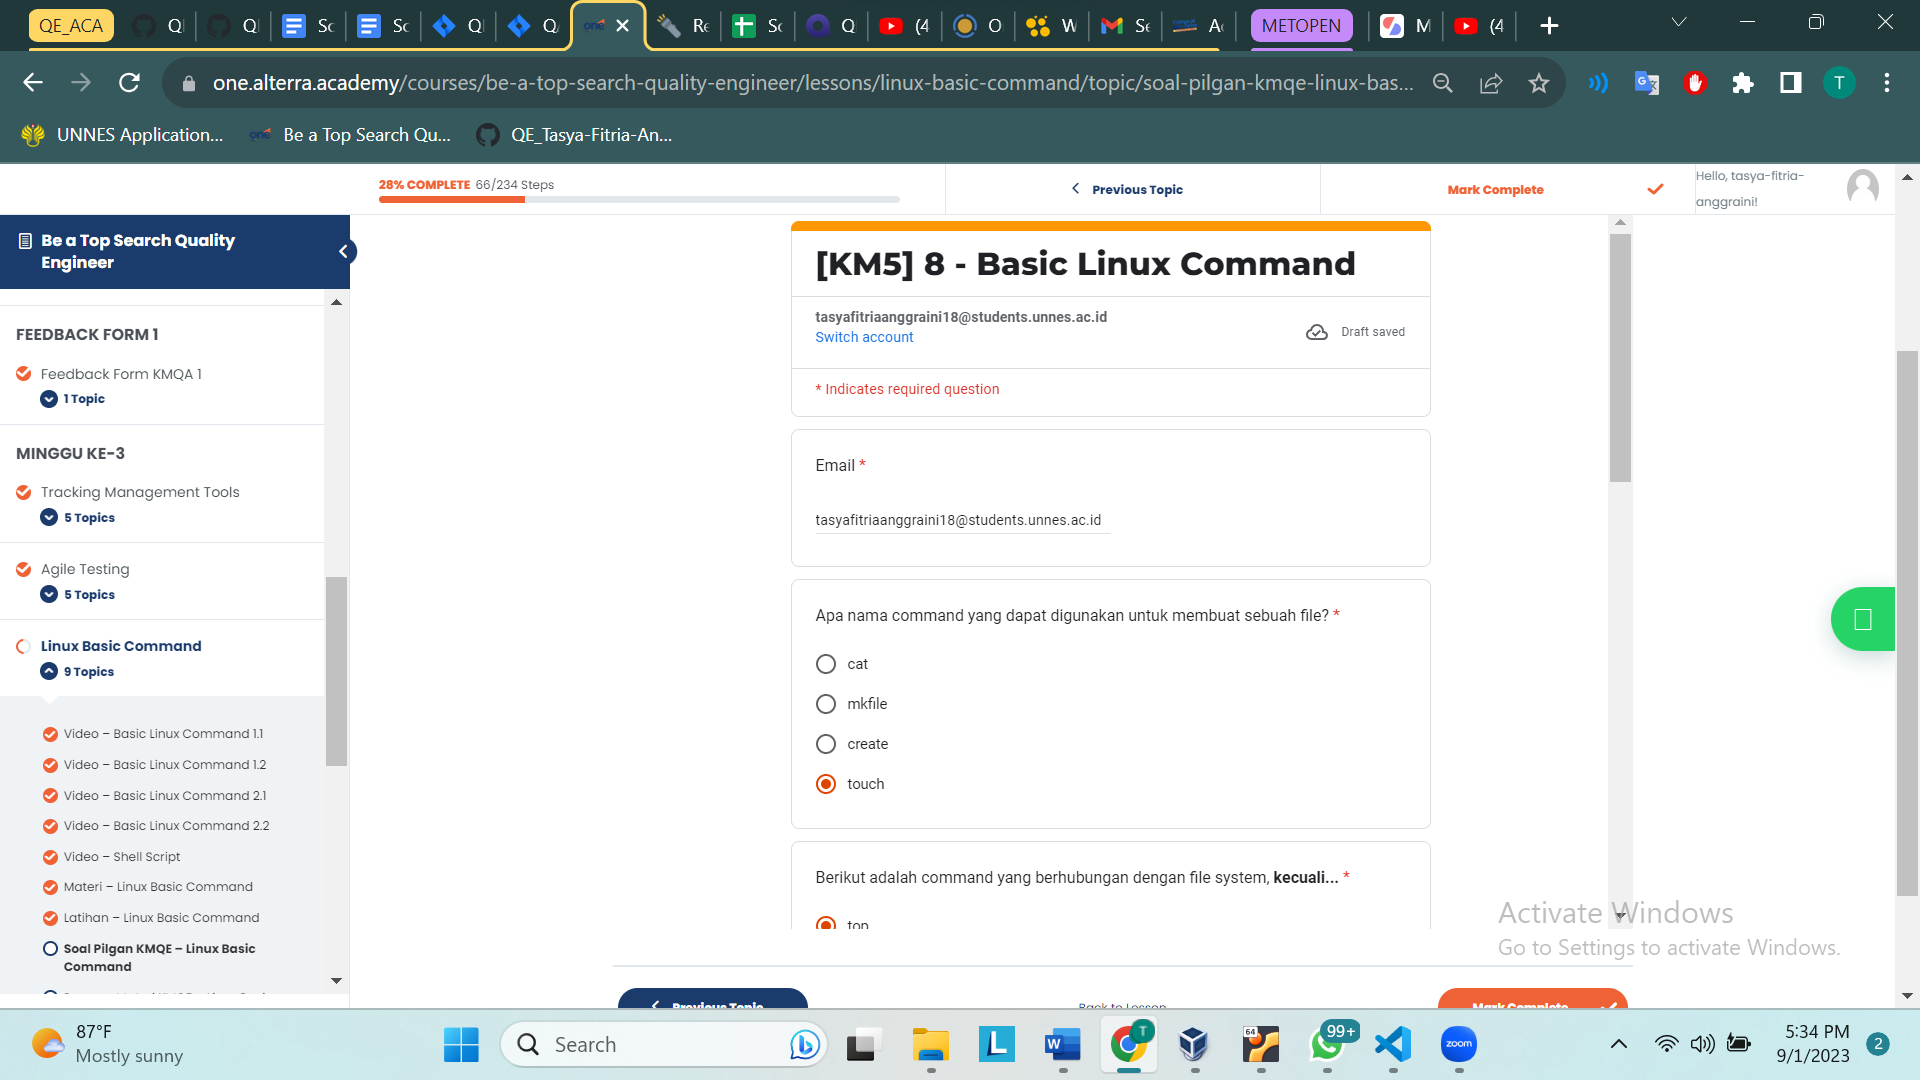 QE_ACA
METOPEN
one.alterra.academy/courses/be-a-top-search-quality-engineer/lessons/linux-basic-command/topic/soal-pilgan-kmqe-linux-bas...
T
UNNES Application...
Be a Top Search Qu...
QE_Tasya-Fitria-An...
28% COMPLETE 66/234 Steps
Previous Topic
Mark Complete
Hello, tasya-fitria-
anggraini!
Be a Top Search Quality
Engineer
FEEDBACK FORM 1
Feedback Form KMQA 1
1 Topic
MINGGU KE-3
Tracking Management Tools
5 Topics
Agile Testing
5 Topics
Linux Basic Command
9 Topics
Video – Basic Linux Command 1.1
Video – Basic Linux Command 1.2
Video – Basic Linux Command 2.1
Video – Basic Linux Command 2.2
Video – Shell Script
Materi – Linux Basic Command
Latihan – Linux Basic Command
Soal Pilgan KMQE – Linux Basic
Command
[KM5] 8 - Basic Linux Command
tasyafitriaanggraini18@students.unnes.ac.id
Switch account
Draft saved
* Indicates required question
Email *
tasyafitriaanggraini18@students.unnes.ac.id
Apa nama command yang dapat digunakan untuk membuat sebuah file? *
cat
mkfile
create
touch
Berikut adalah command yang berhubungan dengan file system, kecuali... *
top
Activate Windows
Go to Settings to activate Windows.
Previous Topic
Back to Lesson
Mark Complete
87°F
Mostly sunny
Search
99+
zoom
5:34 PM
9/1/2023
2